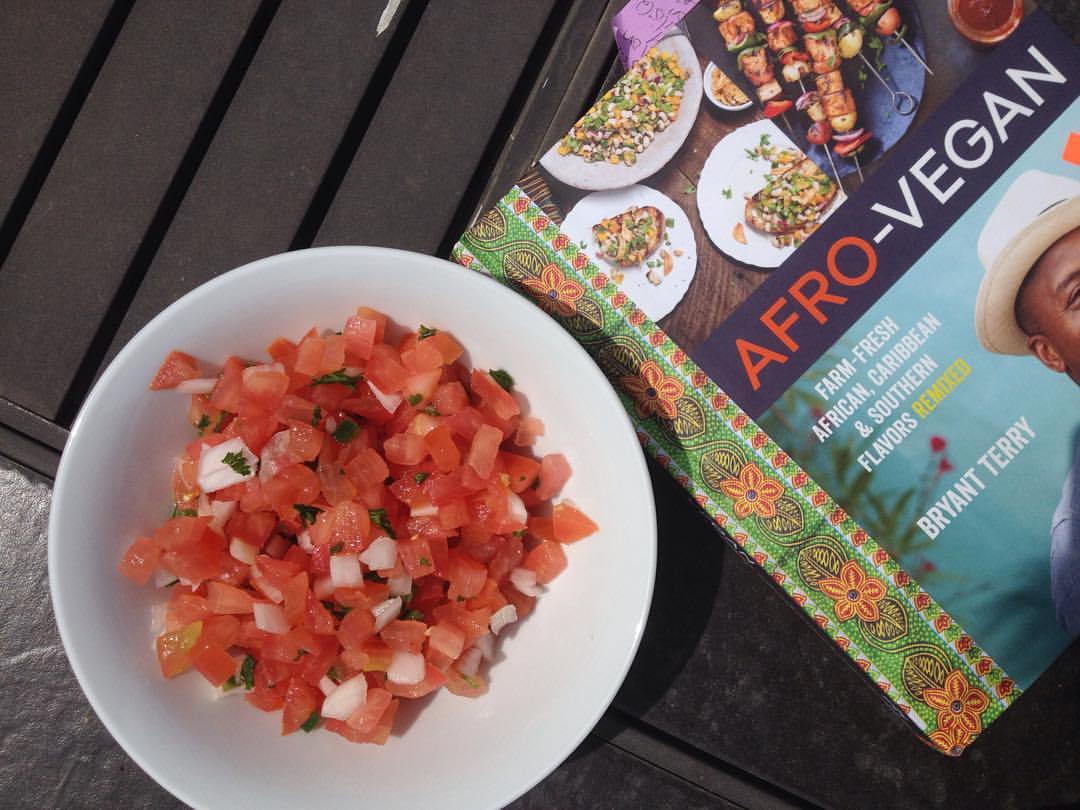 AFRO-VEGAN
FARM-FRESH
AFRICAN, CARIBBEAN
& SOUTHERN
FLAVORS REMIXED
BRYANT TERRY